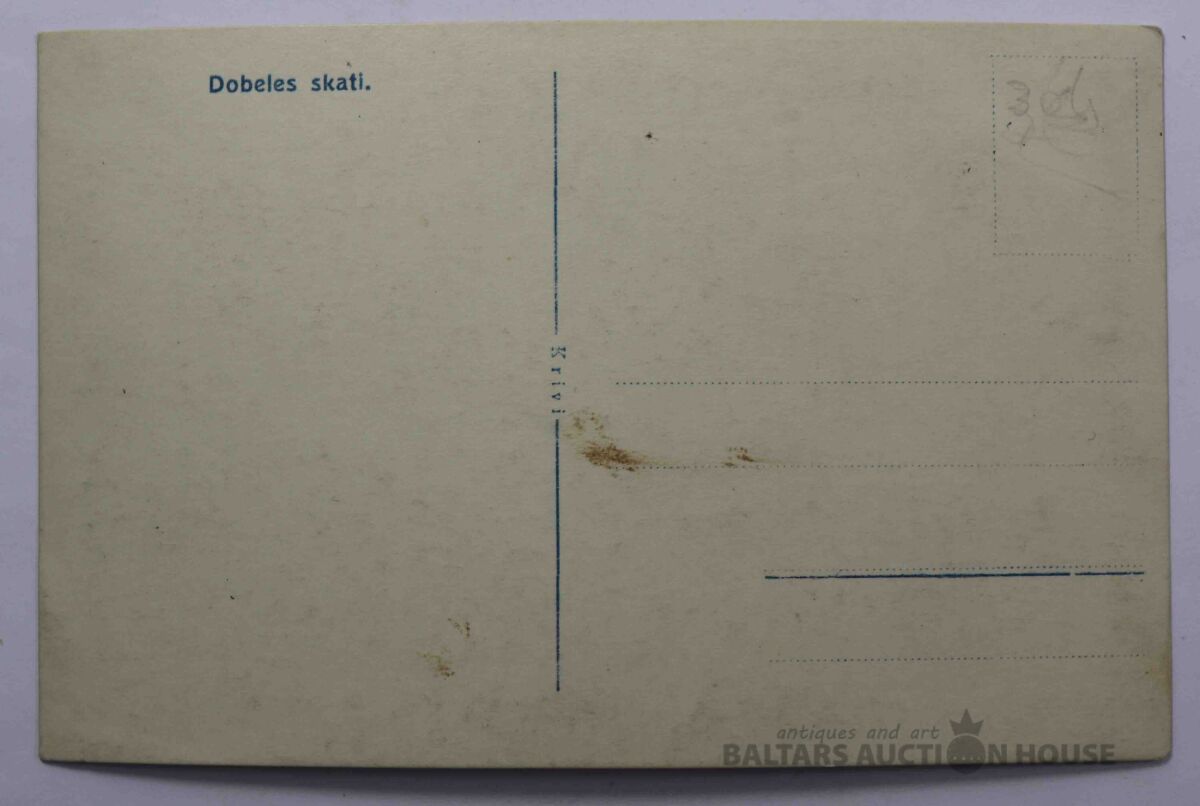 Dobeles skati.
Krivi
antiques and art
BALTARS AUCTION HOUSE